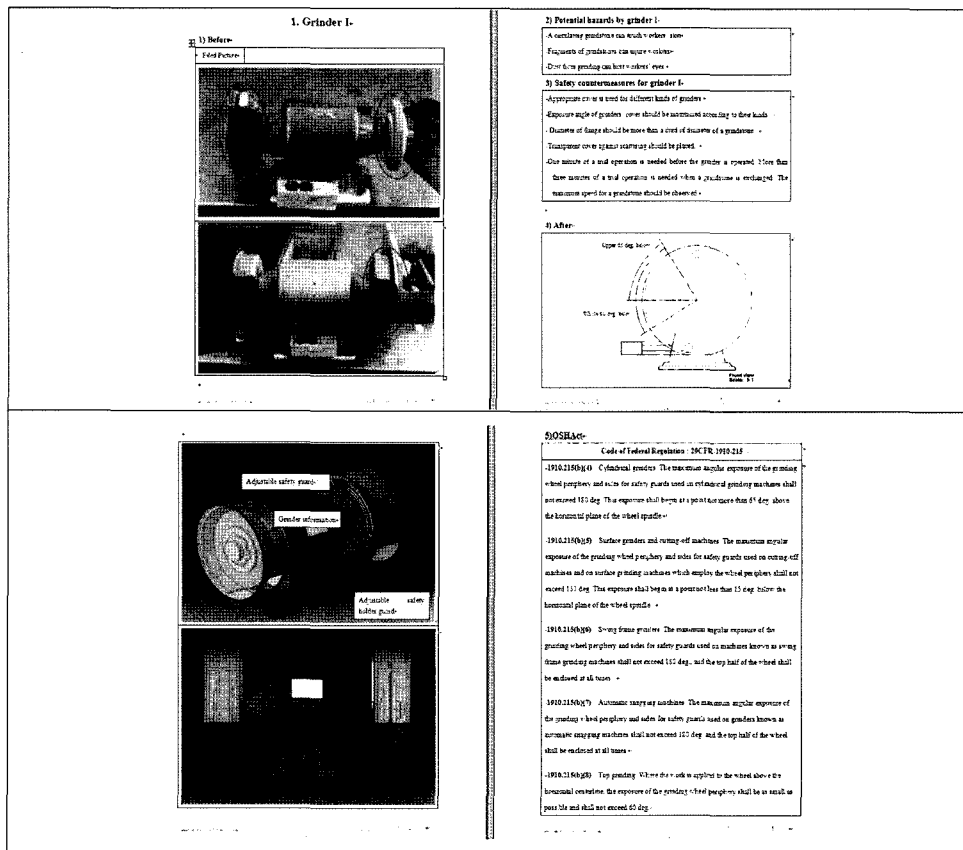 1. Grinder I
1) Before
Filed Picture
2) Potential hazards by grinder I
-A circulating grindstone can touch workers' skin
-Fragments of grindstone can injure workers
-Dust from grinding can hurt workers' eyes
3) Safety countermeasures for grinder I
-Appropriate cover is used for different kinds of grinders
-Exposure angle of grinders' cover should be maintained according to their kinds
-Diameter of flange should be more than a third of diameter of a grindstone
-Transparent cover against scattering should be placed.
-One minute of a trial operation is needed before the grinder is operated. More than
three minutes of a trial operation is needed when a grindstone is exchanged. The
maximum speed for a grindstone should be observed
4) After
Upper 65 deg. below
Front view
Scale
Adjustable safety guard
Grinder information
Adjustable safety
holder guard
5)OSHAct
Code of Federal Regulation : 29CFR-1910-215
-1910.215(b)(4) Cylindrical grinders. The maximum angular exposure of the grinding
wheel periphery and sides for safety guards used on cylindrical grinding machines shall
not exceed 180 deg. This exposure shall begin at a point not more than 65 deg. above
the horizontal plane of the wheel spindle.
-1910.215(b)(5) Surface grinders and cutting-off machines. The maximum angular
exposure of the grinding wheel periphery and sides for safety guards used on cutting-off
machines and on surface grinding machines which employ the wheel periphery shall not
exceed 150 deg. This exposure shall begin at a point not less than 15 deg. below the
horizontal plane of the wheel spindle.
-1910.215(b)(6) Swing frame grinders. The maximum angular exposure of the
grinding wheel periphery and sides for safety guards used on machines known as swing
frame grinding machines shall not exceed 180 deg., and the top half of the wheel shall
be enclosed at all times.
-1910.215(b)(7) Automatic snagging machines. The maximum angular exposure of
the grinding wheel periphery and sides for safety guards used on grinders known as
automatic snagging machines shall not exceed 180 deg. and the top half of the wheel
shall be enclosed at all times
-1910.215(b)(8) Top grinding. Where the work is applied to the wheel above the
horizontal centerline, the exposure of the grinding wheel periphery shall be as small as
possible and shall not exceed 60 deg.